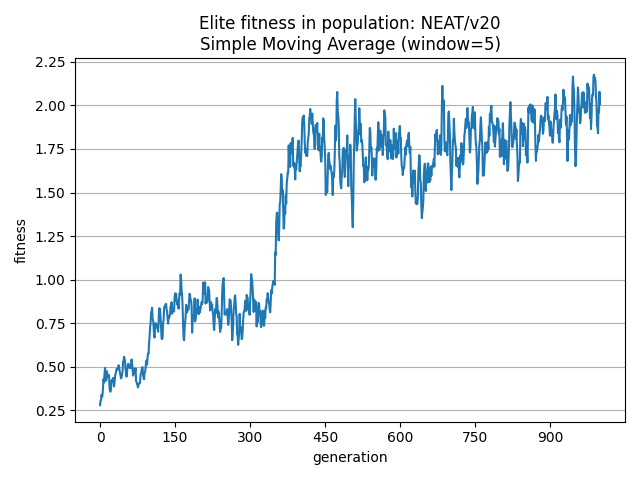 Elite fitness in population: NEAT/v20
Simple Moving Average (window=5)
2.25
2.00
1.75
1.50
1.25
1.00
0.75
0.50
0.25
fitness
0 150 300 450 600 750 900
generation